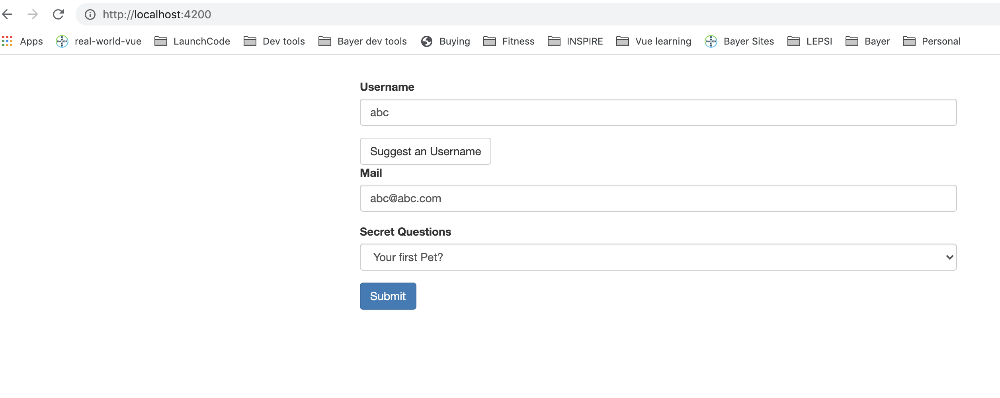 http://localhost:4200
Apps real-world-vue LaunchCode Dev tools Bayer dev tools Buying Fitness INSPIRE Vue learning Bayer Sites LEPSI Bayer Personal
Username
abc
Suggest an Username
Mail
abc@abc.com
Secret Questions
Your first Pet?
Submit